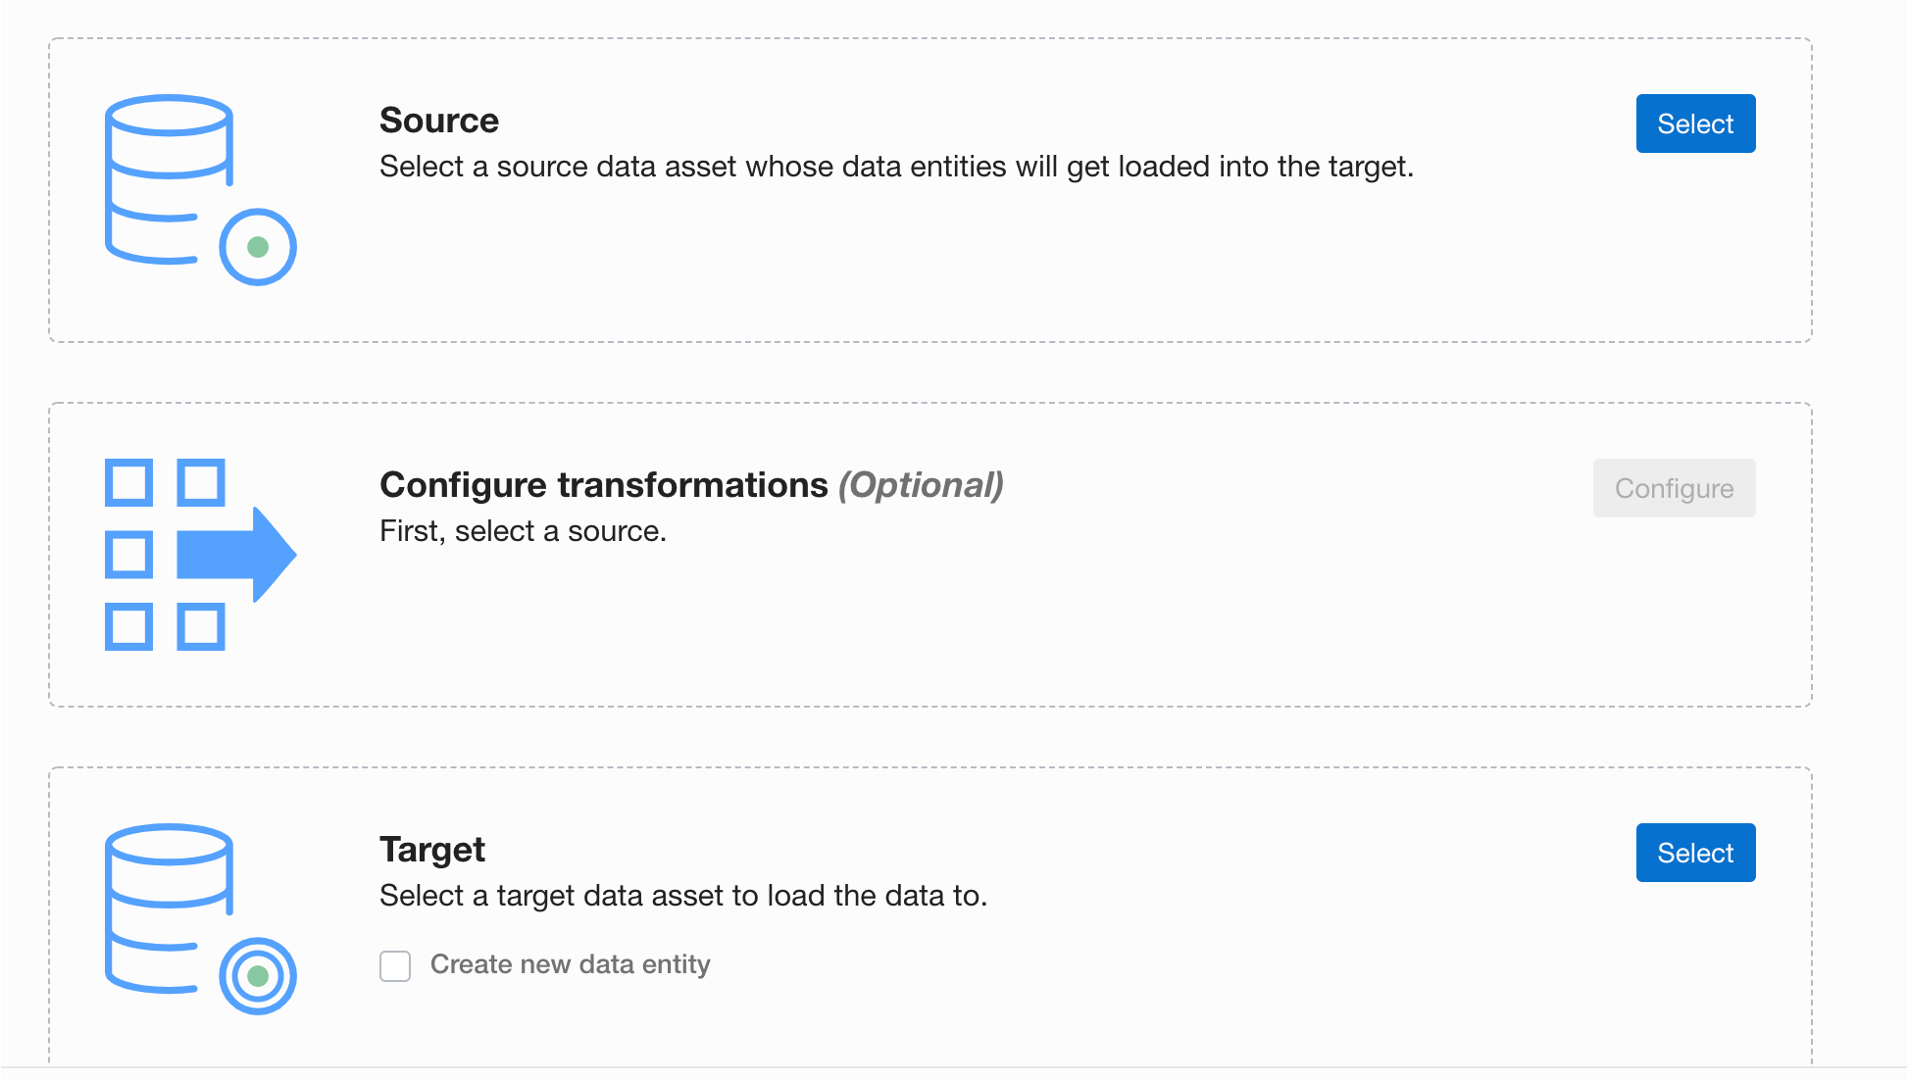 Source
Select
Select a source data asset whose data entities will get loaded into the target.
Configure transformations (Optional)
Configure
First, select a source.
Target
Select
Select a target data asset to load the data to.
Create new data entity